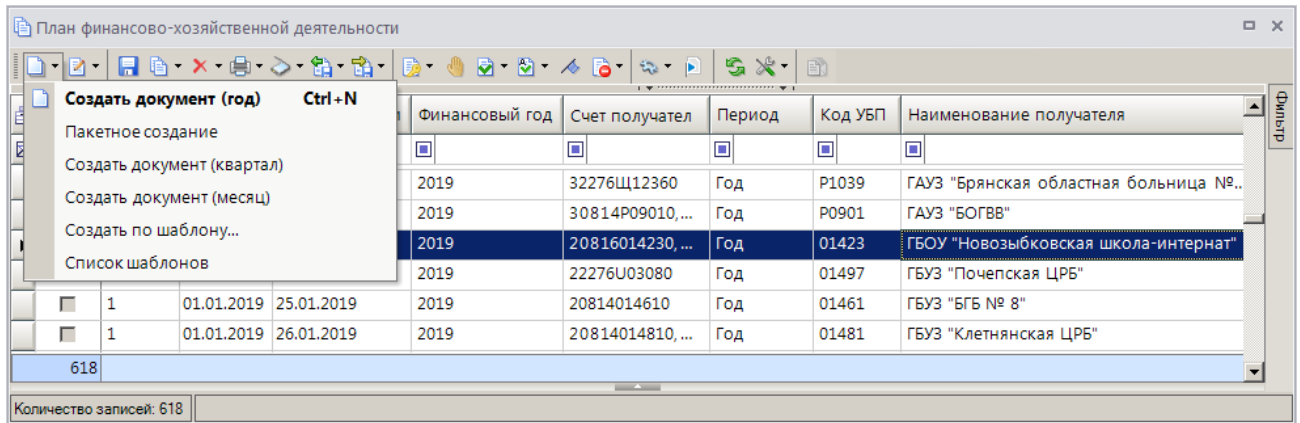 План финансово-хозяйственной деятельности
Создать документ (год) Ctrl+N
Пакетное создание
Создать документ (квартал)
Создать документ (месяц)
Создать по шаблону...
Список шаблонов
Финансовый год Счет получател Период Код УБП Наименование получателя
Фильтр
2019 32276Щ12360 Год Р1039 ГАУЗ "Брянская областная больница №..
2019 30814Р09010,... Год Р0901 ГАУЗ "БОГВВ"
2019 20816014230,... Год 01423 ГБОУ "Новозыбковская школа-интернат"
2019 22276U03080 Год 01497 ГБУЗ "Почепская ЦРБ"
1 01.01.2019 25.01.2019 2019 20814014610 Год 01461 ГБУЗ "БГБ № 8"
1 01.01.2019 26.01.2019 2019 20814014810,... Год 01481 ГБУЗ "Клетнянская ЦРБ"
618
Количество записей: 618